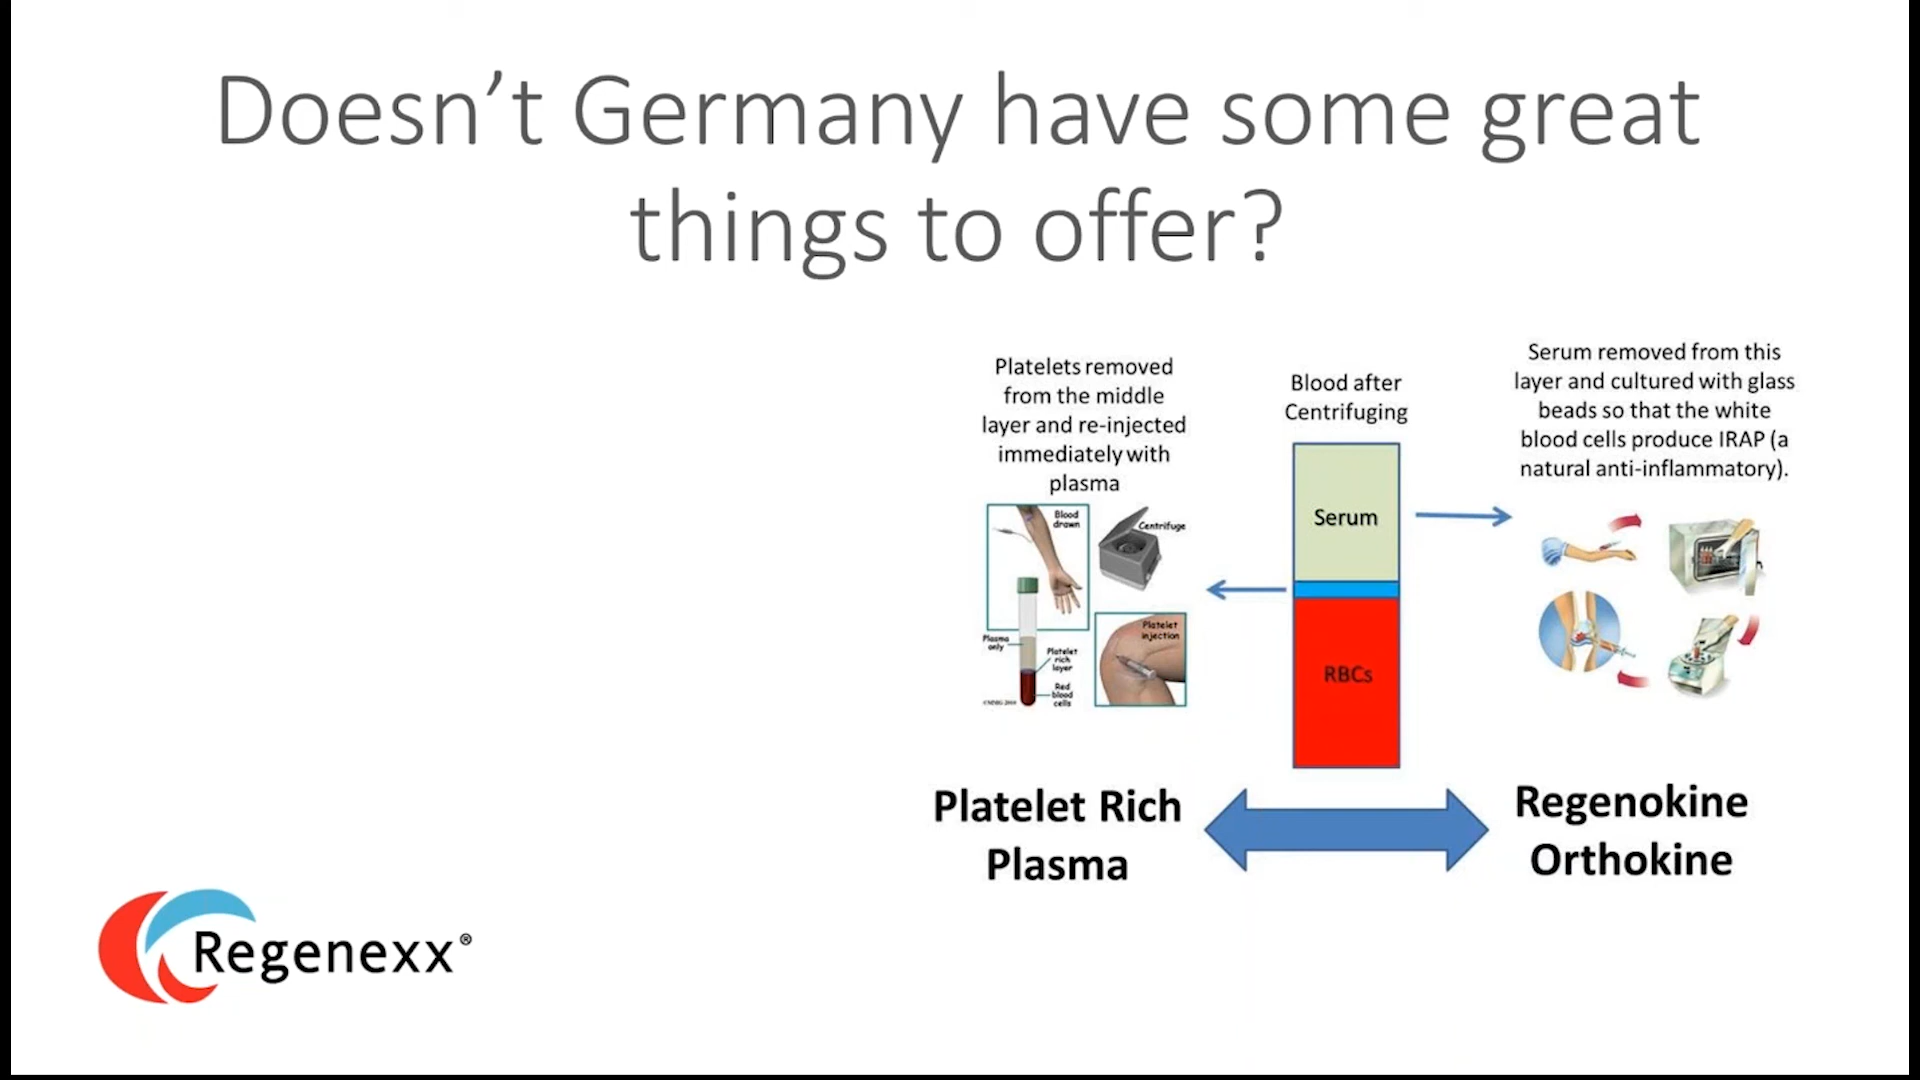 Doesn't Germany have some great
things to offer?
Platelets removed
from the middle
layer and re-injected
immediately with
plasma
Blood
drawn
Centrifuge
Plasma
only
Platelet
rich
layer
Red
blood
cells
Platelet
injection
Blood after
Centrifuging
Serum
RBCs
Serum removed from this
layer and cultured with glass
beads so that the white
blood cells produce IRAP (a
natural anti-inflammatory).
Platelet Rich
Plasma
Regenokine
Orthokine
Regenexx®